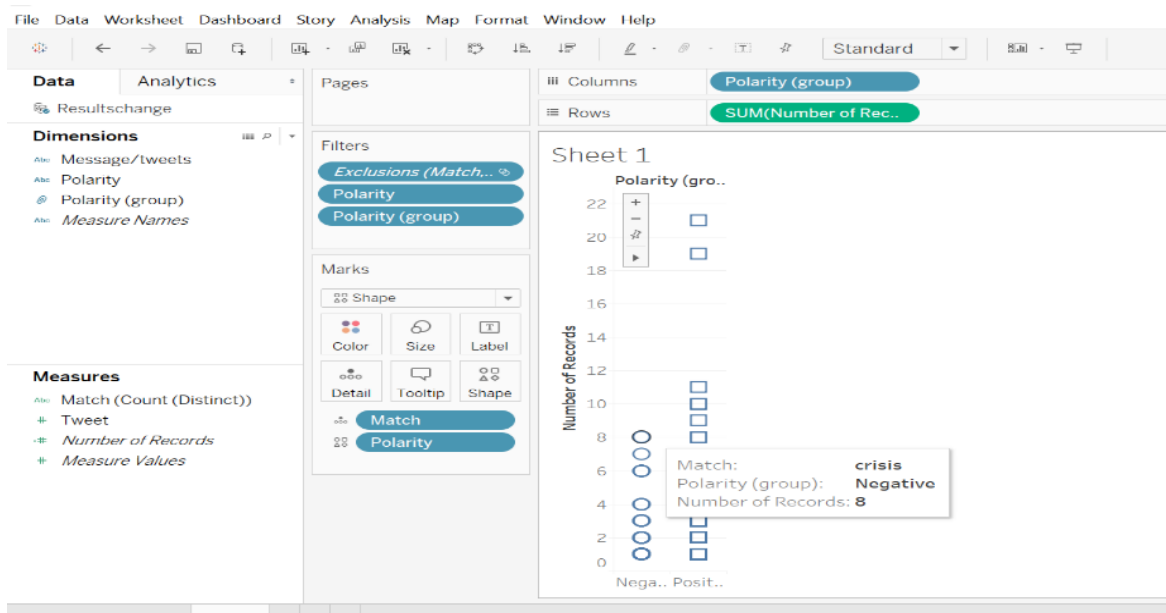 File Data Worksheet Dashboard Story Analysis Map Format Window Help
Standard
Data Analytics
Resultschange
Dimensions
Abc Message/tweets
Abc Polarity
Polarity (group)
Abc Measure Names
Measures
Abc Match (Count (Distinct))
# Tweet
# Number of Records
# Measure Values
Pages
Filters
Exclusions (Match,..
Polarity
Polarity (group)
Marks
Shape
Color Size Label
T
Detail Tooltip Shape
Match
Polarity
Columns Polarity (group)
Rows SUM(Number of Rec..
Sheet 1
Polarity (gro..
22
20
18
16
14
12
10
8
6
4
2
0
Number of Records
Nega.. Posit..
Match: crisis
Polarity (group): Negative
Number of Records: 8